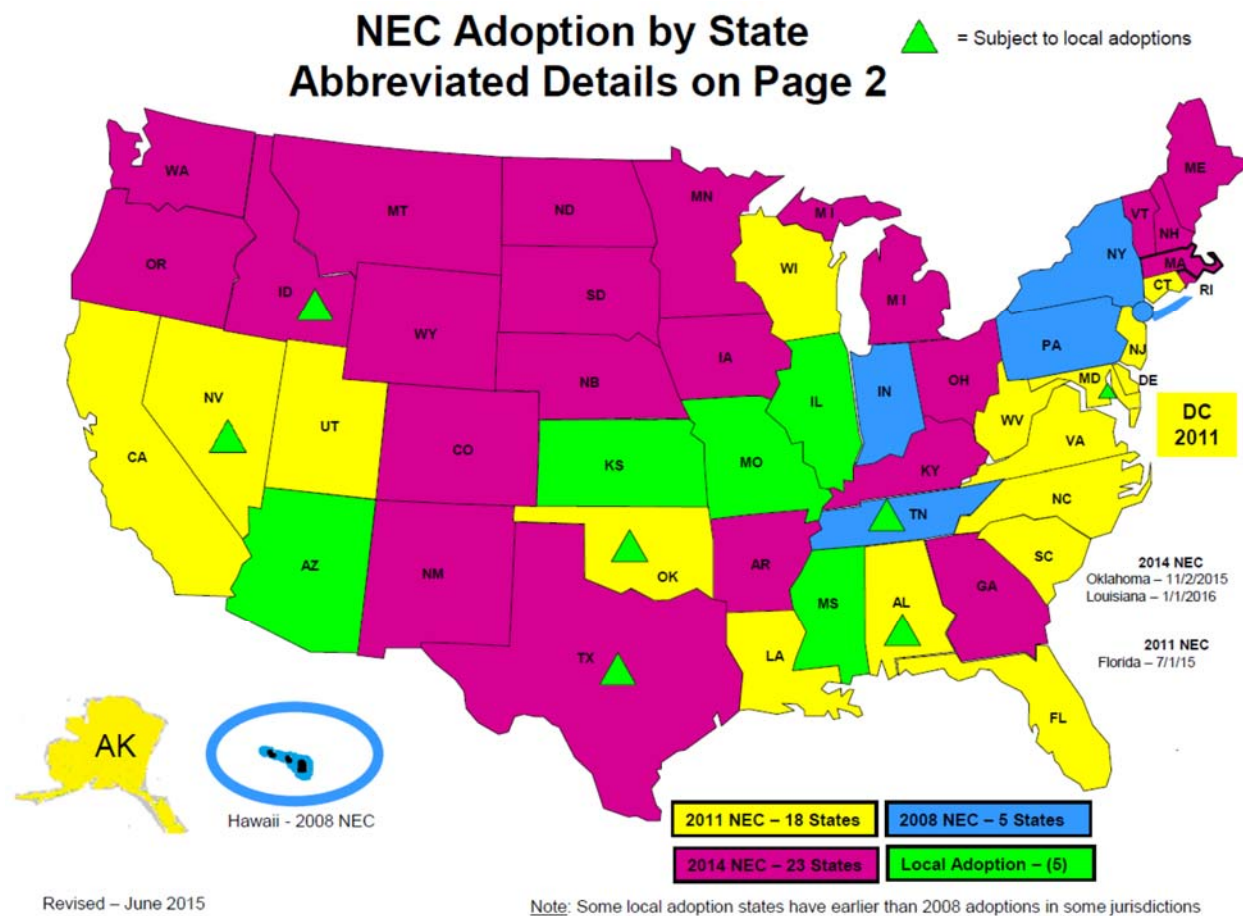 NEC Adoption by State
Abbreviated Details on Page 2
= Subject to local adoptions
WA
MT
ND
MN
M I
ME
VT
NH
OR
ID
SD
WI
NY
MA
CT
RI
WY
M I
IA
NB
PA
NJ
OH
IN
IL
MD
DE
NV
UT
CO
KS
MO
WV
VA
DC
2011
CA
KY
NC
TN
AZ
NM
OK
AR
SC
2014 NEC
Oklahoma – 11/2/2015
Louisiana – 1/1/2016
MS
AL
GA
TX
LA
2011 NEC
Florida – 7/1/15
FL
AK
Hawaii - 2008 NEC
2011 NEC – 18 States
2008 NEC – 5 States
2014 NEC – 23 States
Local Adoption – (5)
Revised – June 2015
Note: Some local adoption states have earlier than 2008 adoptions in some jurisdictions